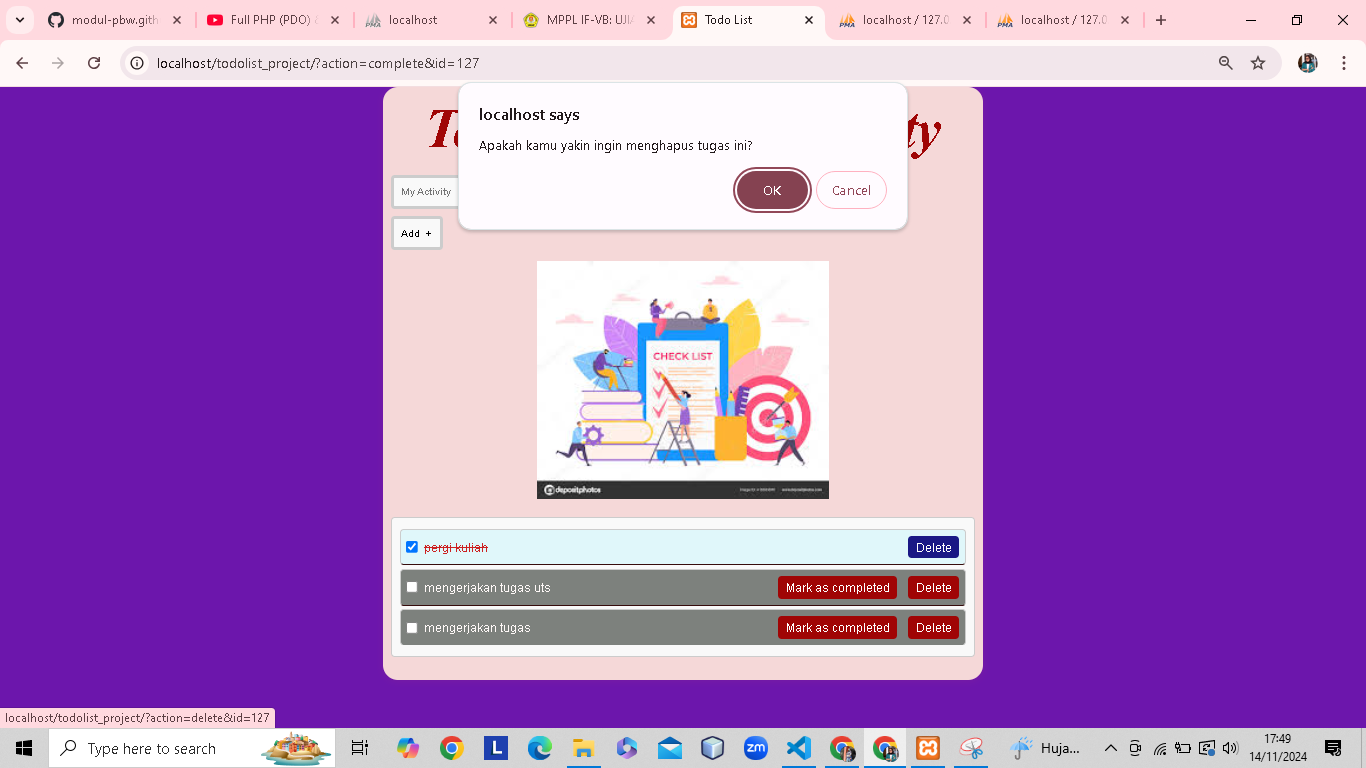 modul-pbw.gith
Full PHP (PDO)
localhost
MPPL IF-VB: UJIA
Todo List
localhost / 127.0
localhost / 127.0
localhost/todolist_project/?action=complete&id=127
localhost says
Apakah kamu yakin ingin menghapus tugas ini?
OK
Cancel
My Activity
Add +
CHECK LIST
depositphotos
pergi kuliah
Delete
mengerjakan tugas uts
Mark as completed
Delete
mengerjakan tugas
Mark as completed
Delete
localhost/todolist_project/?action=delete&id=127
Type here to search
L
zm
Huja...
17:49
14/11/2024